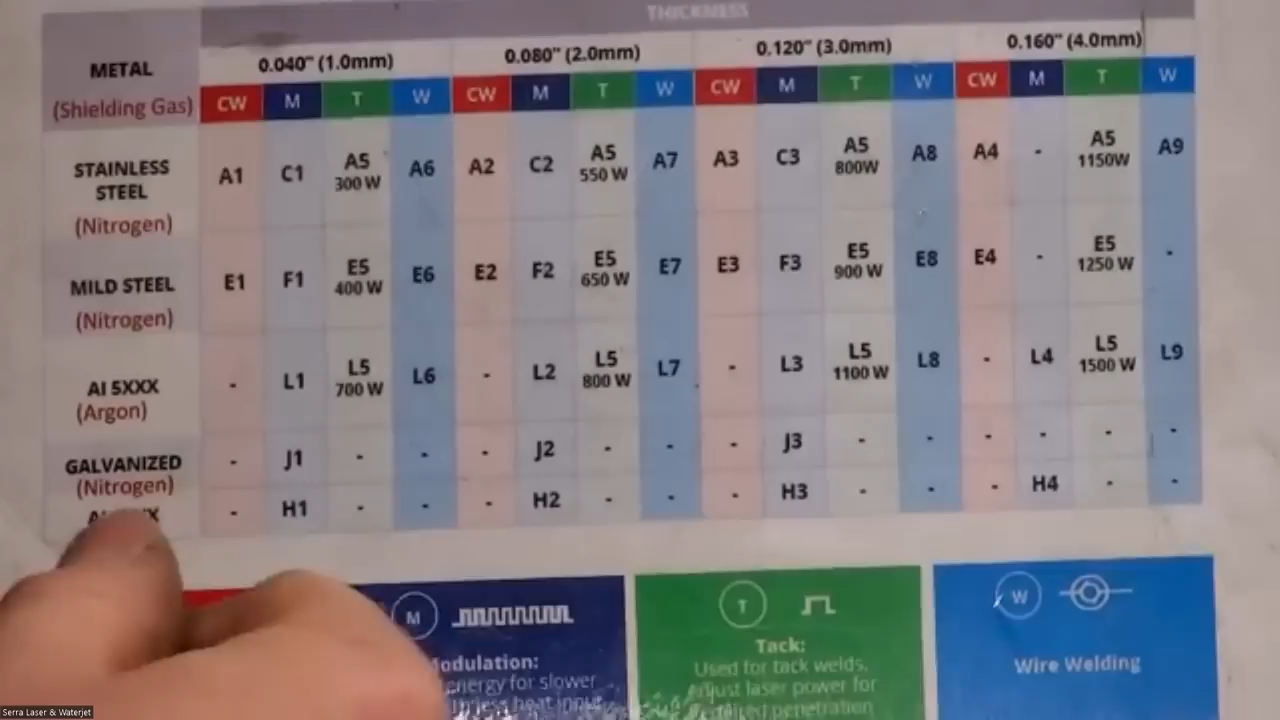 THICKNESS
METAL
(Shielding Gas)
0.040" (1.0mm) 0.080" (2.0mm) 0.120" (3.0mm) 0.160" (4.0mm)
CW M T W CW M T W CW M T W CW M T W
STAINLESS
STEEL
(Nitrogen)
A1 C1 A5 300 W A6 A2 C2 A5 550 W A7 A3 C3 A5 800W A8 A4 - A5 1150W A9
MILD STEEL
(Nitrogen)
E1 F1 E5 400 W E6 E2 F2 E5 650 W E7 E3 F3 E5 900 W E8 E4 - E5 1250 W -
Al 5XXX
(Argon)
- L1 L5 700 W L6 - L2 L5 800 W L7 - L3 L5 1100 W L8 - L4 L5 1500 W L9
GALVANIZED
(Nitrogen)
- J1 - - - J2 - - - J3 - - - - - -
- H1 - - - H2 - - - H3 - - - H4 - -
M
energy for slower
T
Tack:
Used for tack welds,
adjust laser power for
penetration
W
Wire Welding
Serra Laser & Waterjet